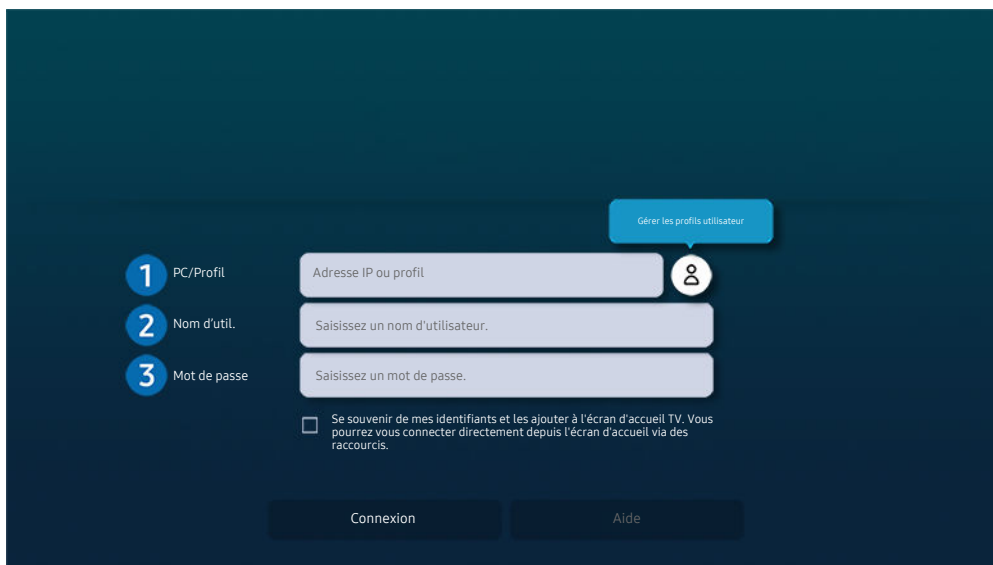 Gérer les profils utilisateur
1 PC/Profil Adresse IP ou profil
2 Nom d'util. Saisissez un nom d'utilisateur.
3 Mot de passe Saisissez un mot de passe.
Se souvenir de mes identifiants et les ajouter à l'écran d'accueil TV. Vous
pourrez vous connecter directement depuis l'écran d'accueil via des
raccourcis.
Connexion Aide